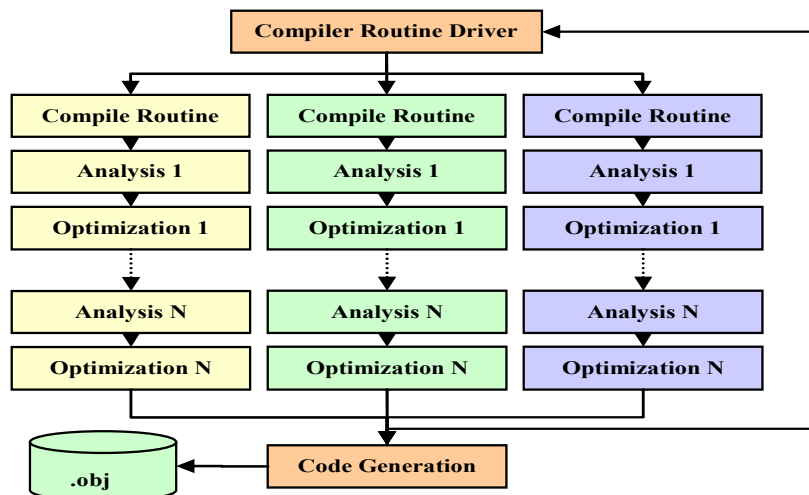 Compiler Routine Driver
Compile Routine
Compile Routine
Compile Routine
Analysis 1
Analysis 1
Analysis 1
Optimization 1
Optimization 1
Optimization 1
Analysis N
Analysis N
Analysis N
Optimization N
Optimization N
Optimization N
Code Generation
.obj